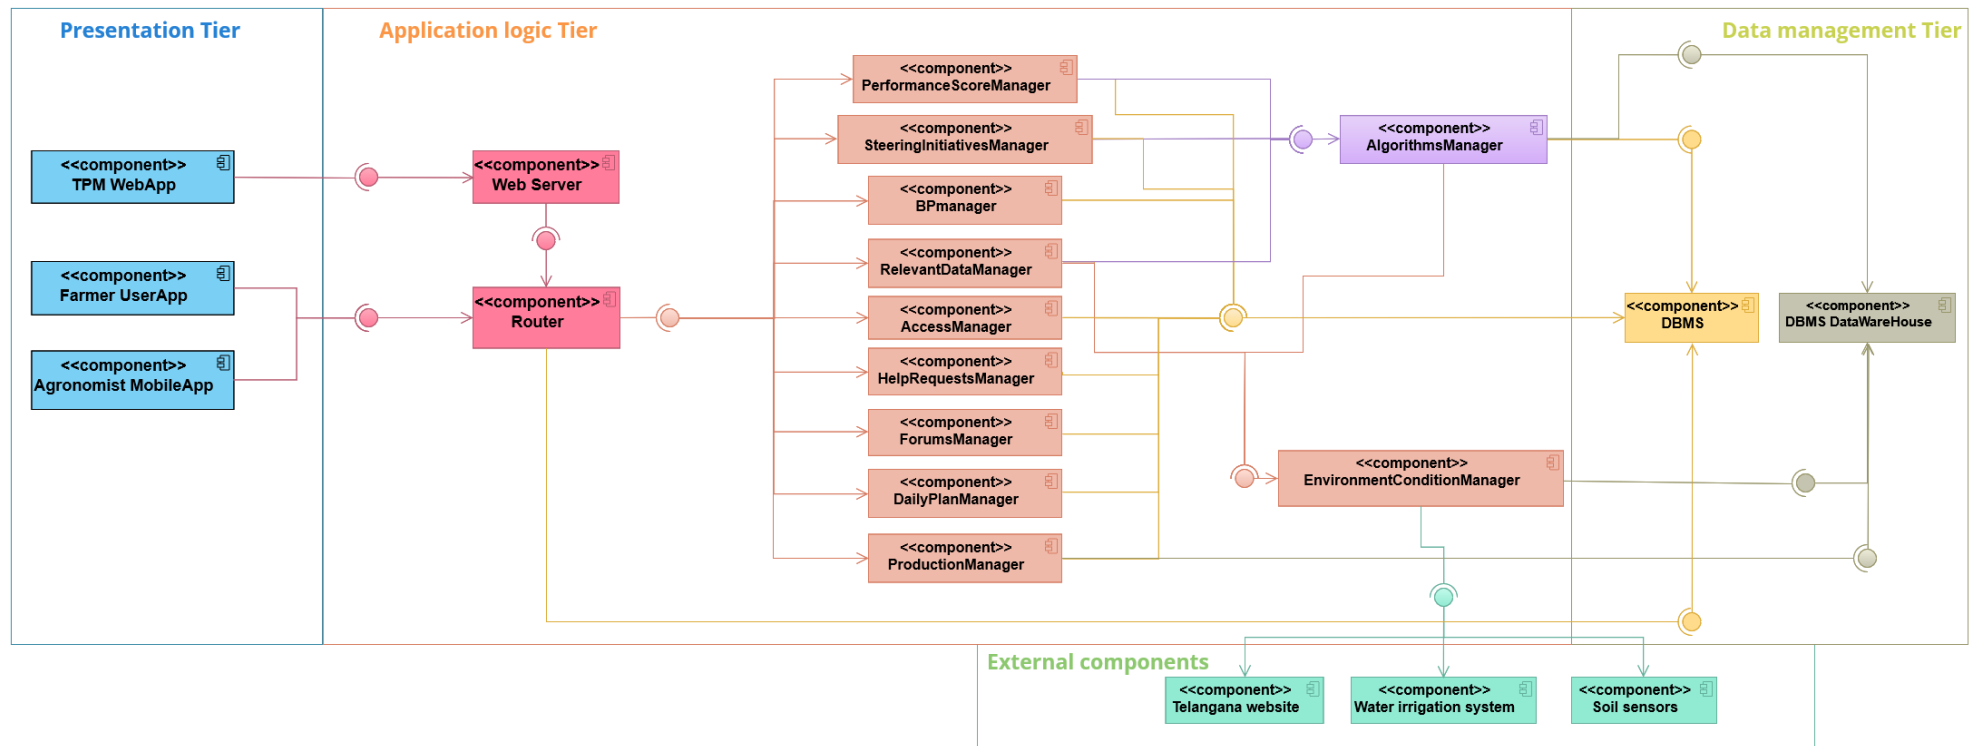 Presentation Tier
Application logic Tier
Data management Tier
<<component>>
TPM WebApp
<<component>>
Farmer UserApp
<<component>>
Agronomist MobileApp
<<component>>
Web Server
<<component>>
Router
<<component>>
PerformanceScoreManager
<<component>>
SteeringInitiativesManager
<<component>>
BPmanager
<<component>>
RelevantDataManager
<<component>>
AccessManager
<<component>>
HelpRequestsManager
<<component>>
ForumsManager
<<component>>
DailyPlanManager
<<component>>
ProductionManager
<<component>>
AlgorithmsManager
<<component>>
EnvironmentConditionManager
<<component>>
DBMS
<<component>>
DBMS DataWareHouse
External components
<<component>>
Telangana website
<<component>>
Water irrigation system
<<component>>
Soil sensors